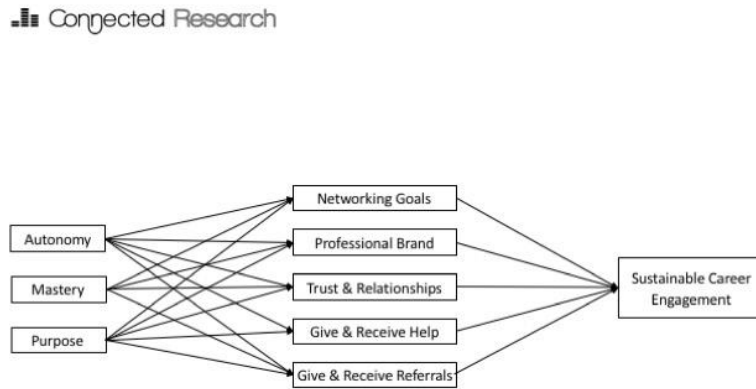 Connected Research
Networking Goals
Autonomy
Professional Brand
Mastery
Trust & Relationships
Sustainable Career
Engagement
Purpose
Give & Receive Help
Give & Receive Referrals